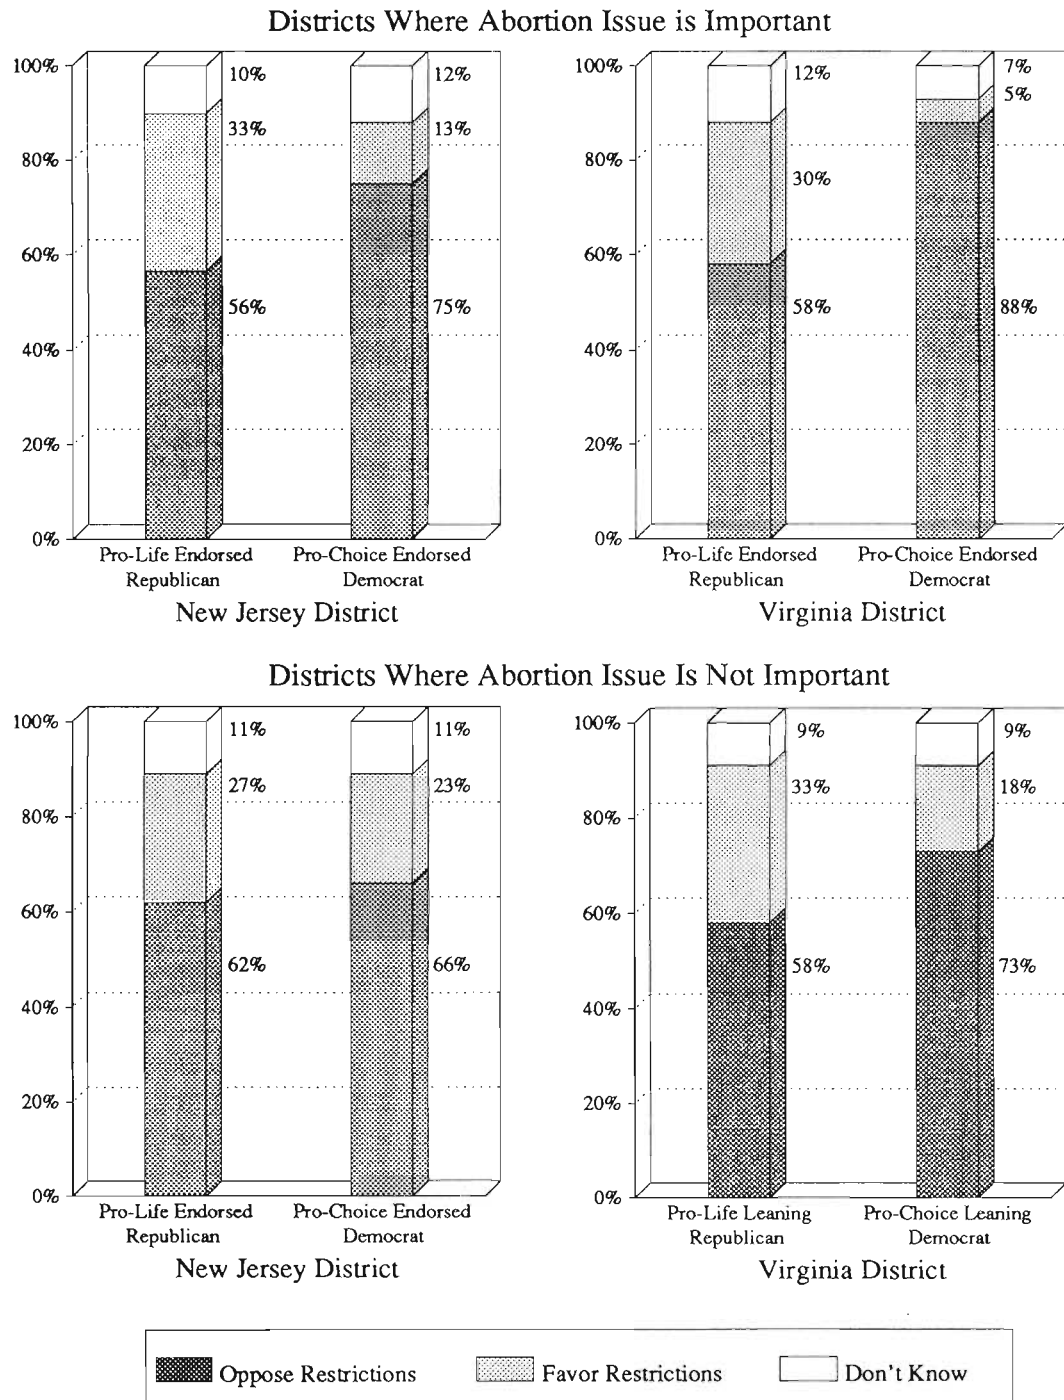 Districts Where Abortion Issue is Important
100%
80%
60%
40%
20%
0%
10%
33%
56%
12%
13%
75%
Pro-Life Endorsed
Republican
Pro-Choice Endorsed
Democrat
New Jersey District
100%
80%
60%
40%
20%
0%
12%
30%
58%
7%
5%
88%
Pro-Life Endorsed
Republican
Pro-Choice Endorsed
Democrat
Virginia District
Districts Where Abortion Issue Is Not Important
100%
80%
60%
40%
20%
0%
11%
27%
62%
11%
23%
66%
Pro-Life Endorsed
Republican
Pro-Choice Endorsed
Democrat
New Jersey District
100%
80%
60%
40%
20%
0%
9%
33%
58%
9%
18%
73%
Pro-Life Leaning
Republican
Pro-Choice Leaning
Democrat
Virginia District
Oppose Restrictions
Favor Restrictions
Don't Know